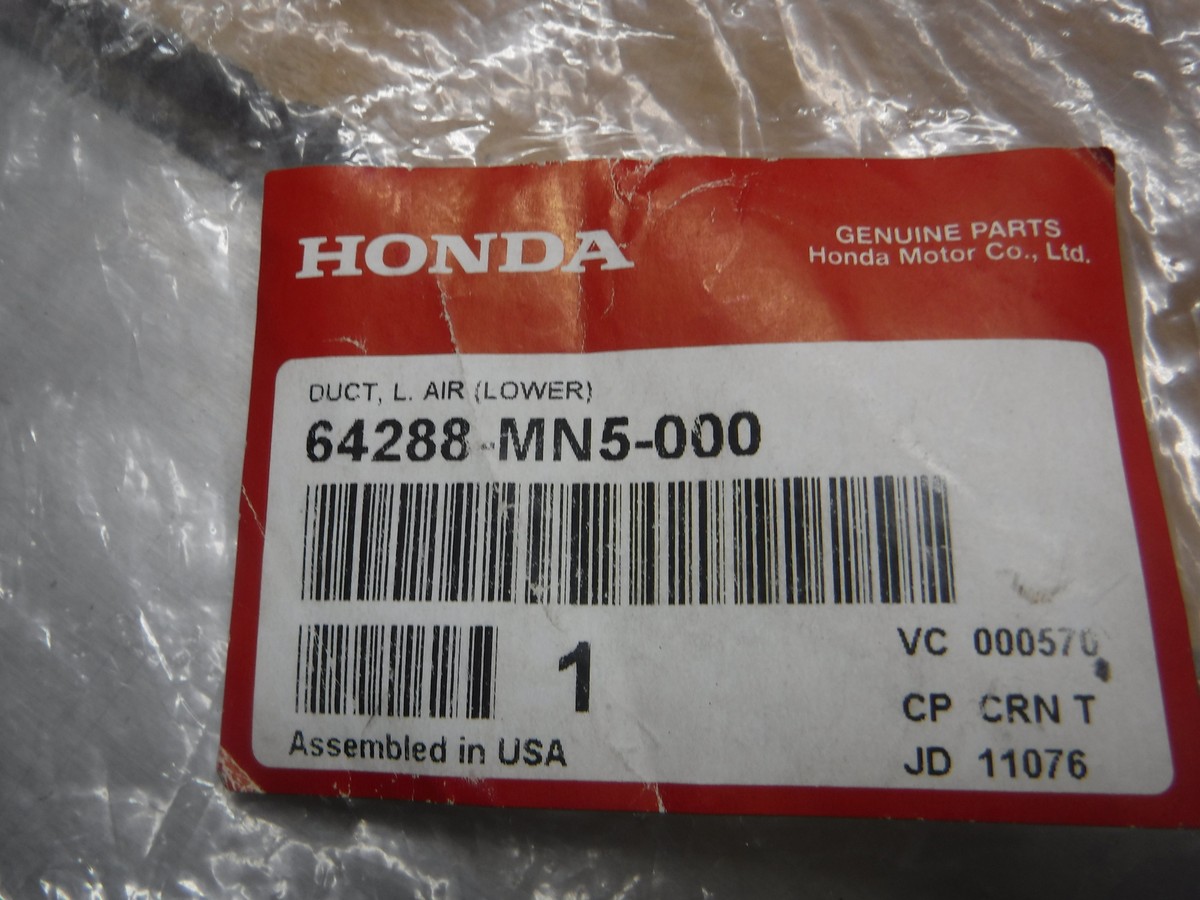 HONDA
GENUINE PARTS
Honda Motor Co., Ltd.
DUCT, L. AIR (LOWER)
64288-MN5-000
1
VC 000570
CP CRN T
Assembled in USA
JD 11076